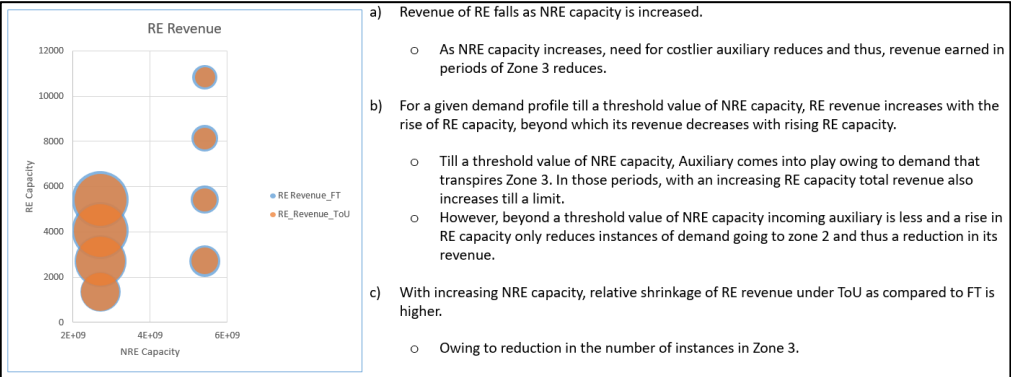 RE Revenue
12000
10000
8000
6000
4000
2000
0
RE Capacity
2E+09 4E+09 6E+09
NRE Capacity
RE Revenue_FT
RE_Revenue_ToU
a) Revenue of RE falls as NRE capacity is increased.
o As NRE capacity increases, need for costlier auxiliary reduces and thus, revenue earned in
periods of Zone 3 reduces.
b) For a given demand profile till a threshold value of NRE capacity, RE revenue increases with the
rise of RE capacity, beyond which its revenue decreases with rising RE capacity.
o Till a threshold value of NRE capacity, Auxiliary comes into play owing to demand that
transpires Zone 3. In those periods, with an increasing RE capacity total revenue also
increases till a limit.
o However, beyond a threshold value of NRE capacity incoming auxiliary is less and a rise in
RE capacity only reduces instances of demand going to zone 2 and thus a reduction in its
revenue.
c) With increasing NRE capacity, relative shrinkage of RE revenue under ToU as compared to FT is
higher.
o Owing to reduction in the number of instances in Zone 3.